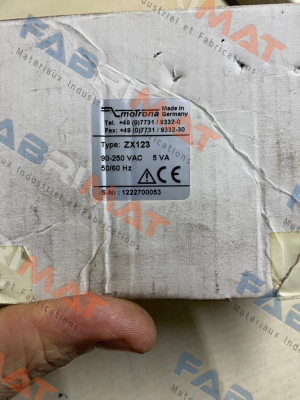 FABRIMAT
Matériaux Industriels et Fabrications
motrona
Made in
Germany
Tel. +49 (0)7731 / 9332-0
Fax: +49 (0)7731 / 9332-30
Type: ZX123
90-250 VAC 5 VA
50/60 Hz
CE
S-Nr.: 1222700053